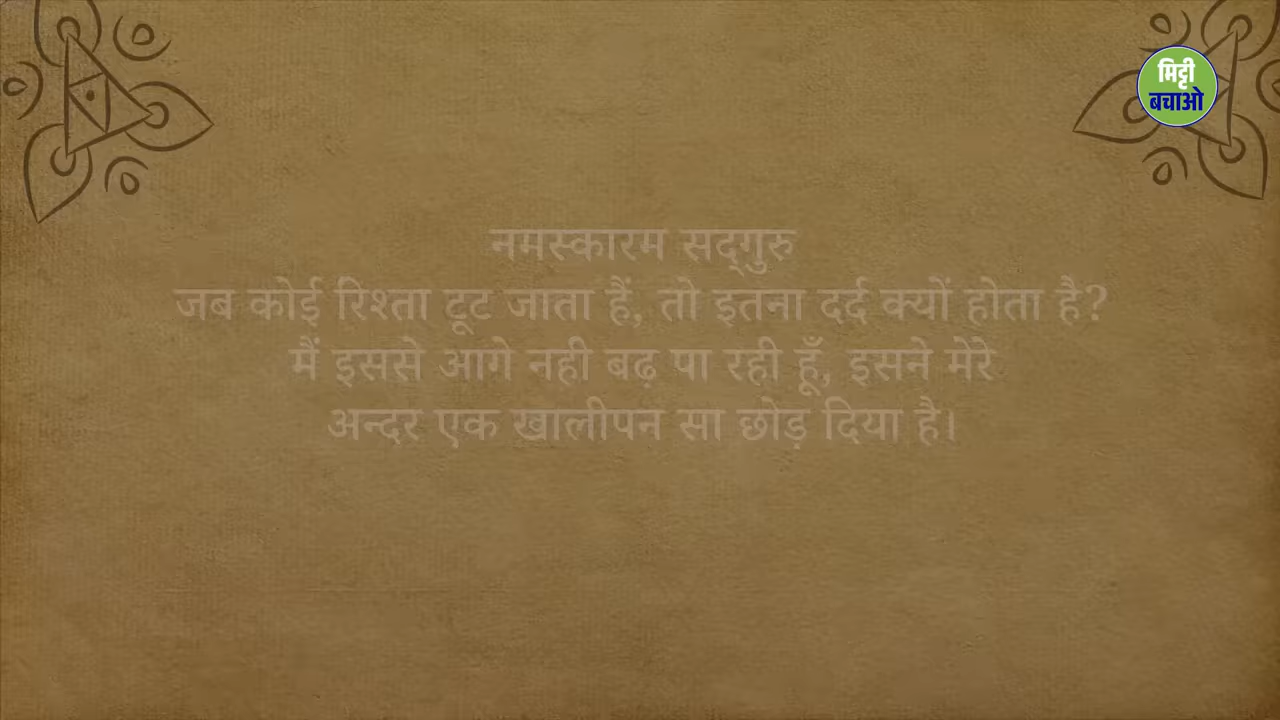 मिट्टी
बचाओ
नमस्कारम सद्‌गुरु
जब कोई रिश्ता टूट जाता हैं, तो इतना दर्द क्यों होता है?
मैं इससे आगे नही बढ़ पा रही हूँ, इसने मेरे
अन्दर एक खालीपन सा छोड़ दिया है।